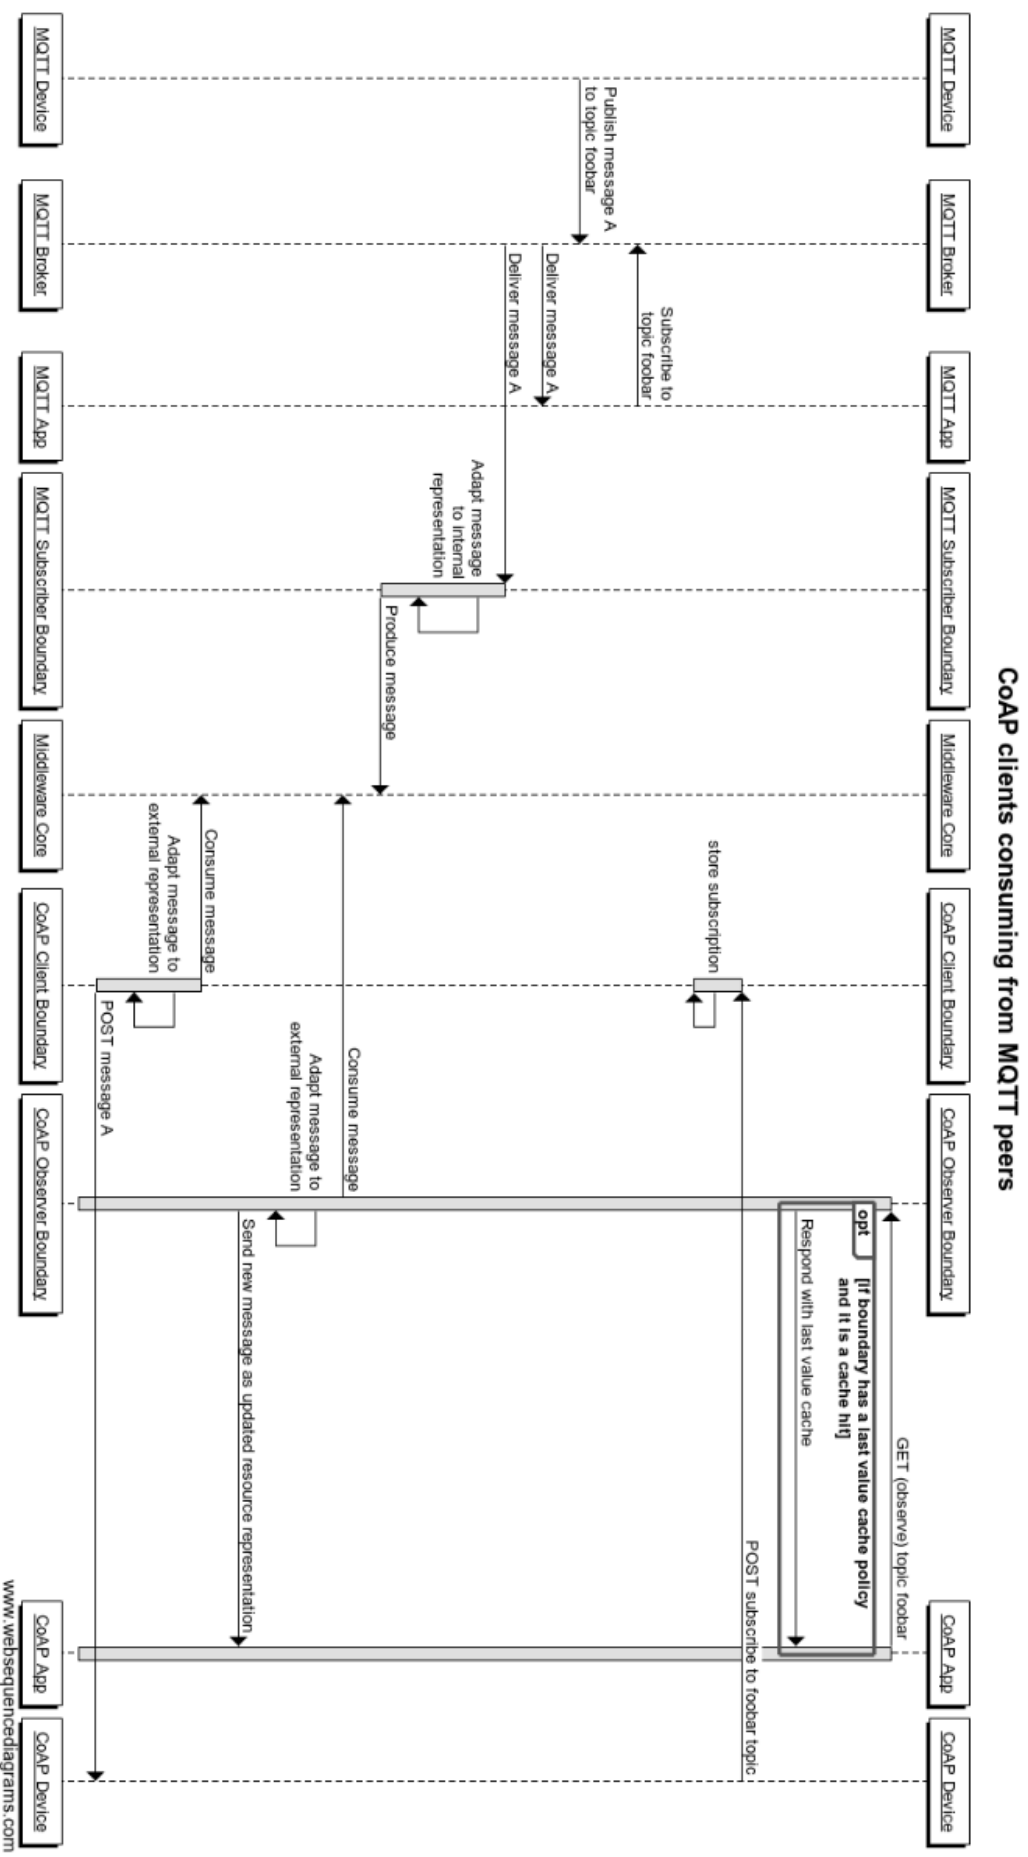 CoAP clients consuming from MQTT peers
MQTT Device
MQTT Broker
MQTT App
MQTT Subscriber Boundary
Middleware Core
CoAP Client Boundary
CoAP Observer Boundary
CoAP App
CoAP Device
GET (observe) topic foobar
opt
[If boundary has a last value cache policy
and it is a cache hit]
Respond with last value cache
POST subscribe to foobar topic
store subscription
Subscribe to
topic foobar
Publish message A
to topic foobar
Deliver message A
Deliver message A
Adapt message
to internal
representation
Produce message
Consume message
Adapt message to
external representation
Send new message as updated resource representation
Consume message
Adapt message to
external representation
POST message A
MQTT Device
MQTT Broker
MQTT App
MQTT Subscriber Boundary
Middleware Core
CoAP Client Boundary
CoAP Observer Boundary
CoAP App
CoAP Device
www.websequencediagrams.com